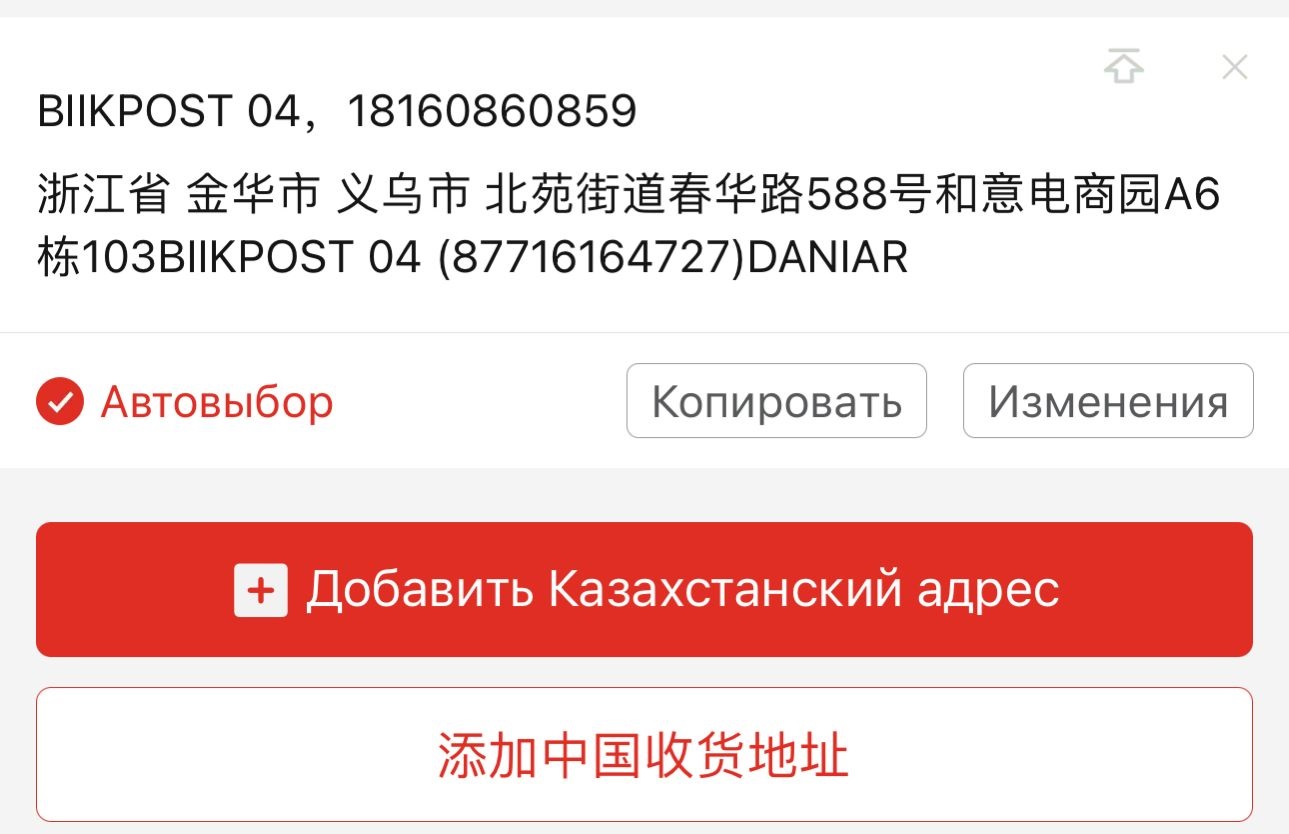 BIIKPOST 04，18160860859
浙江省 金华市 义乌市 北苑街道春华路588号和意电商园A6
栋103BIIKPOST 04 (87716164727)DANIAR
Автовыбор
Копировать
Изменения
Добавить Казахстанский адрес
添加中国收货地址